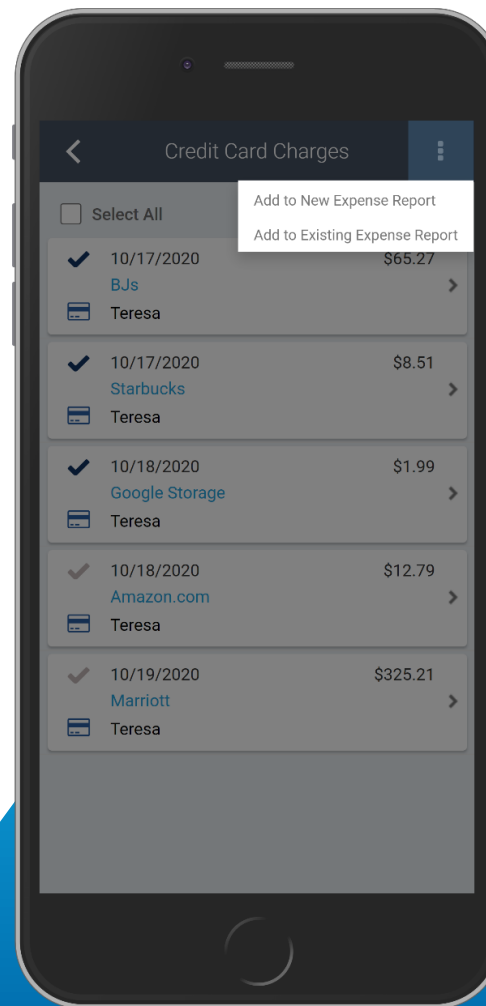 Credit Card Charges
Add to New Expense Report
Add to Existing Expense Report
Select All
10/17/2020 $65.27
BJs
Teresa
10/17/2020 $8.51
Starbucks
Teresa
10/18/2020 $1.99
Google Storage
Teresa
10/18/2020 $12.79
Amazon.com
Teresa
10/19/2020 $325.21
Marriott
Teresa